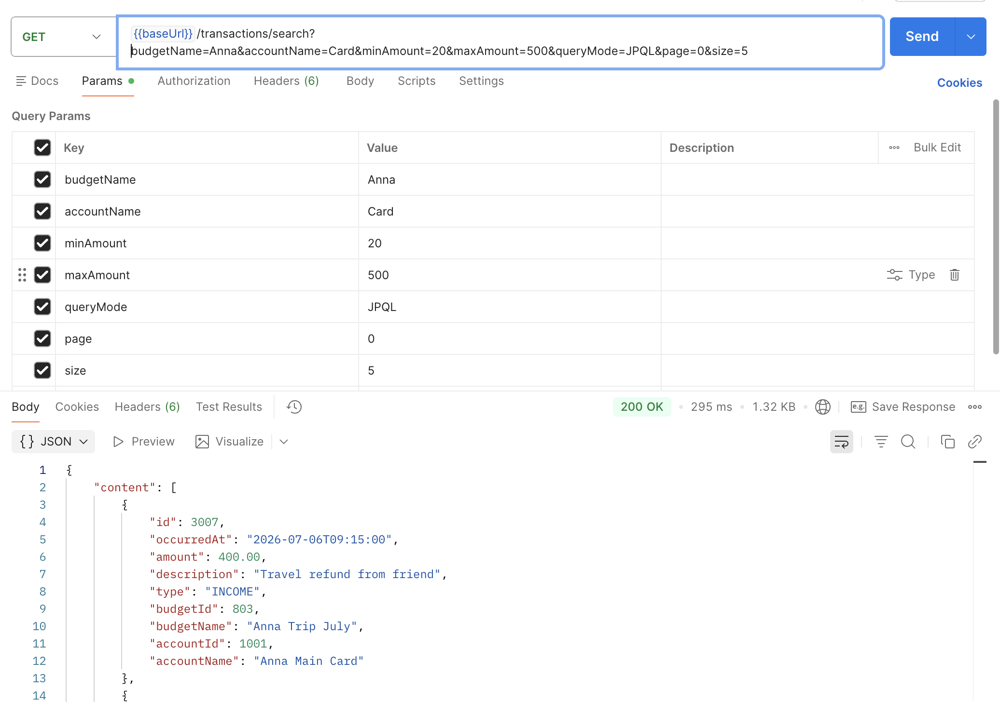 GET
{{baseUrl}} /transactions/search?
budgetName=Anna&accountName=Card&minAmount=20&maxAmount=500&queryMode=JPQL&page=0&size=5
Send
Docs Params Authorization Headers (6) Body Scripts Settings Cookies
Query Params
Key Value Description Bulk Edit
budgetName Anna
accountName Card
minAmount 20
maxAmount 500 Type
queryMode JPQL
page 0
size 5
Body Cookies Headers (6) Test Results 200 OK 295 ms 1.32 KB e.g. Save Response
{} JSON Preview Visualize
1 {
2 "content": [
3 {
4 "id": 3007,
5 "occurredAt": "2026-07-06T09:15:00",
6 "amount": 400.00,
7 "description": "Travel refund from friend",
8 "type": "INCOME",
9 "budgetId": 803,
10 "budgetName": "Anna Trip July",
11 "accountId": 1001,
12 "accountName": "Anna Main Card"
13 },
14 {